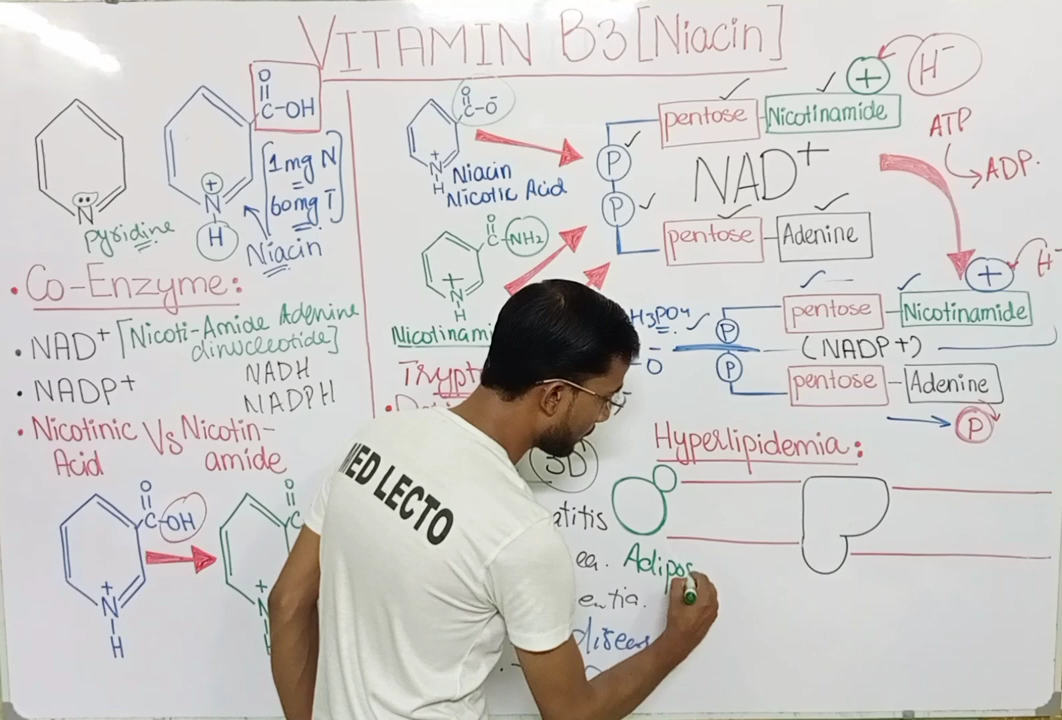 VITAMIN B3 [Niacin]
pyridine
O
C-OH
N
H
[1mg N
60mg T]
Niacin
• Co-Enzyme:
• NAD+ [Nicoti-Amide Adenine
dinucleotide]
NADH
• NADP+
NADPH
• Nicotinic Vs Nicotin-
Acid amide
O
C-OH
N
H
O
C
N
O
C-O-
N
H
Niacin
Nicotic Acid
O
C-NH2
N
H
Nicotinami
Trypt
P
P
pentose - Nicotinamide
+
H-
NAD+
pentose - Adenine
ATP
ADP.
H3PO4
-O
P
P
pentose - Nicotinamide
+
H-
(NADP+)
pentose - Adenine
P
3D
atitis
ea.
entia.
diseas
Hyperlipidemia:
Adipos
MED LECTO